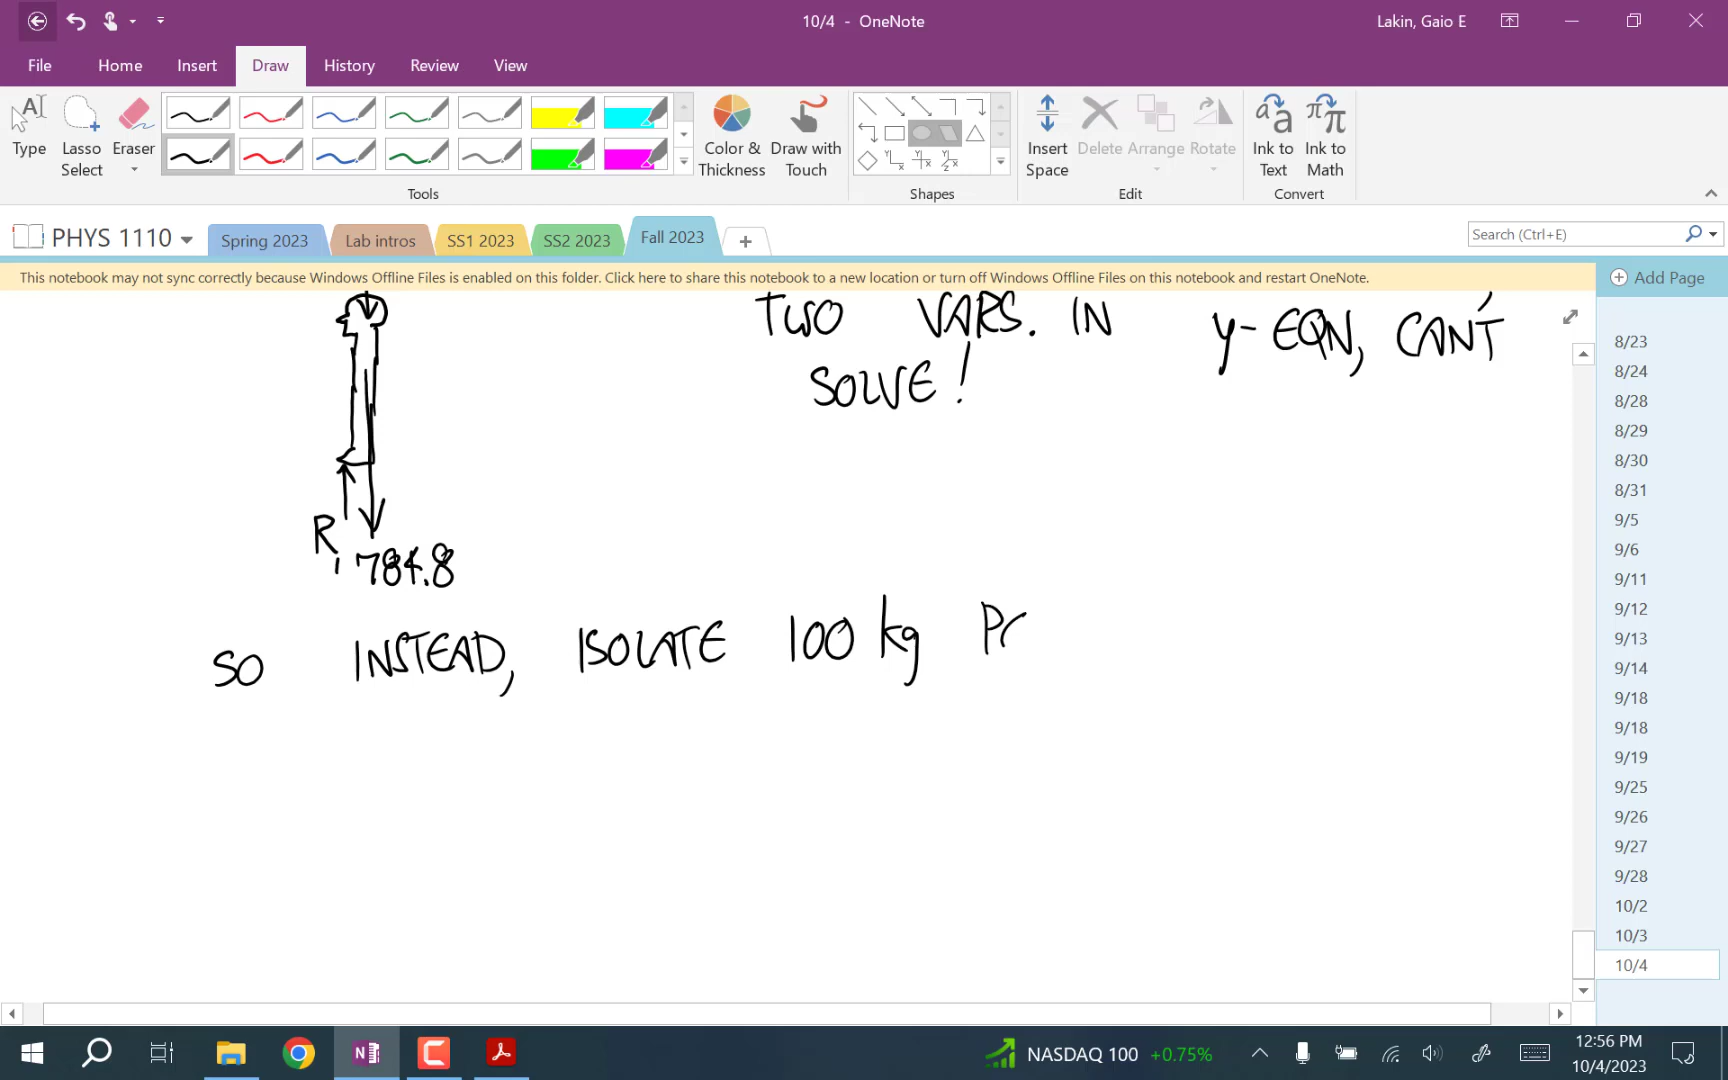 10/4 - OneNote
Lakin, Gaio E
File Home Insert Draw History Review View
Type
Lasso Select
Eraser
Color & Thickness
Draw with Touch
Insert Space
Delete
Arrange
Rotate
Ink to Text
Ink to Math
Tools
Shapes
Edit
Convert
PHYS 1110
Spring 2023
Lab intros
SS1 2023
SS2 2023
Fall 2023
Search (Ctrl+E)
This notebook may not sync correctly because Windows Offline Files is enabled on this folder. Click here to share this notebook to a new location or turn off Windows Offline Files on this notebook and restart OneNote.
Add Page
TWO VARS. IN y-EQN, CAN'T
SOLVE!
R, 784.8
SO INSTEAD, ISOLATE 100 kg
8/23
8/24
8/28
8/29
8/30
8/31
9/5
9/6
9/11
9/12
9/13
9/14
9/18
9/18
9/19
9/25
9/26
9/27
9/28
10/2
10/3
10/4
NASDAQ 100 +0.75%
12:56 PM
10/4/2023